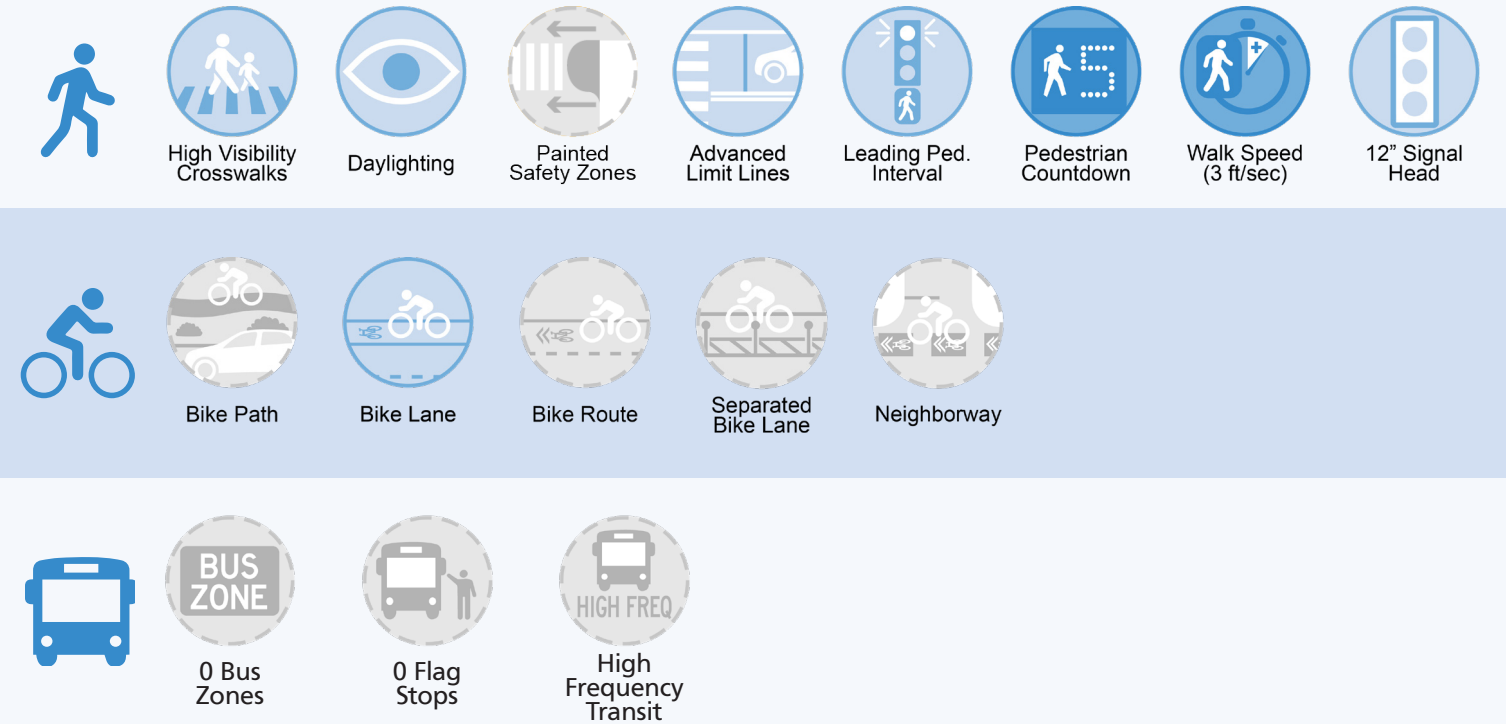 5
High Visibility
Crosswalks
Daylighting
Painted
Safety Zones
Advanced
Limit Lines
Leading Ped.
Interval
Pedestrian
Countdown
Walk Speed
(3 ft/sec)
12” Signal
Head
Bike Path
Bike Lane
Bike Route
Separated
Bike Lane
Neighborway
BUS
ZONE
HIGH FREQ
0 Bus
Zones
0 Flag
Stops
High
Frequency
Transit